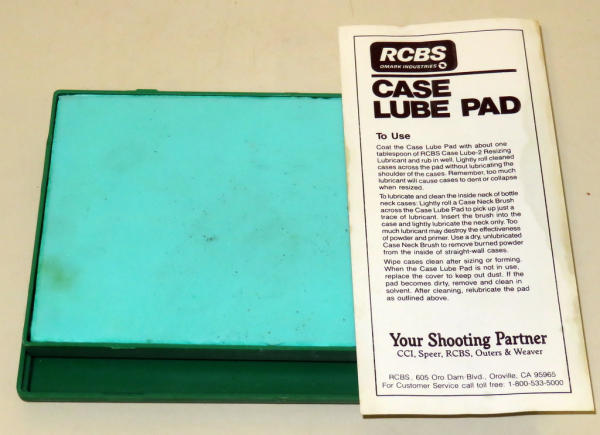 RCBS
OMARK INDUSTRIES
CASE
LUBE PAD
To Use
Coat the Case Lube Pad with about one
tablespoon of RCBS Case Lube-2 Resizing
Lubricant and rub in well. Lightly roll cleaned
cases across the pad without lubricating the
shoulder of the cases. Remember, too much
lubricant will cause cases to dent or collapse
when resized.
To lubricate and clean the inside neck of bottle
neck cases: Lightly roll a Case Neck Brush
across the Case Lube Pad to pick up just a
trace of lubricant. Insert the brush into the
case and lightly lubricate the neck only. Too
much lubricant may destroy the effectiveness
of powder and primer. Use a dry, unlubricated
Case Neck Brush to remove burned powder
from the inside of straight-wall cases.
Wipe cases clean after sizing or forming.
When the Case Lube Pad is not in use,
replace the cover to keep out dust. If the
pad becomes dirty, remove and clean in
solvent. After cleaning, relubricate the pad
as outlined above.
Your Shooting Partner
CCI, Speer, RCBS, Outers & Weaver
RCBS, 605 Oro Dam Blvd., Oroville, CA 95965
For Customer Service call toll free: 1-800-533-5000